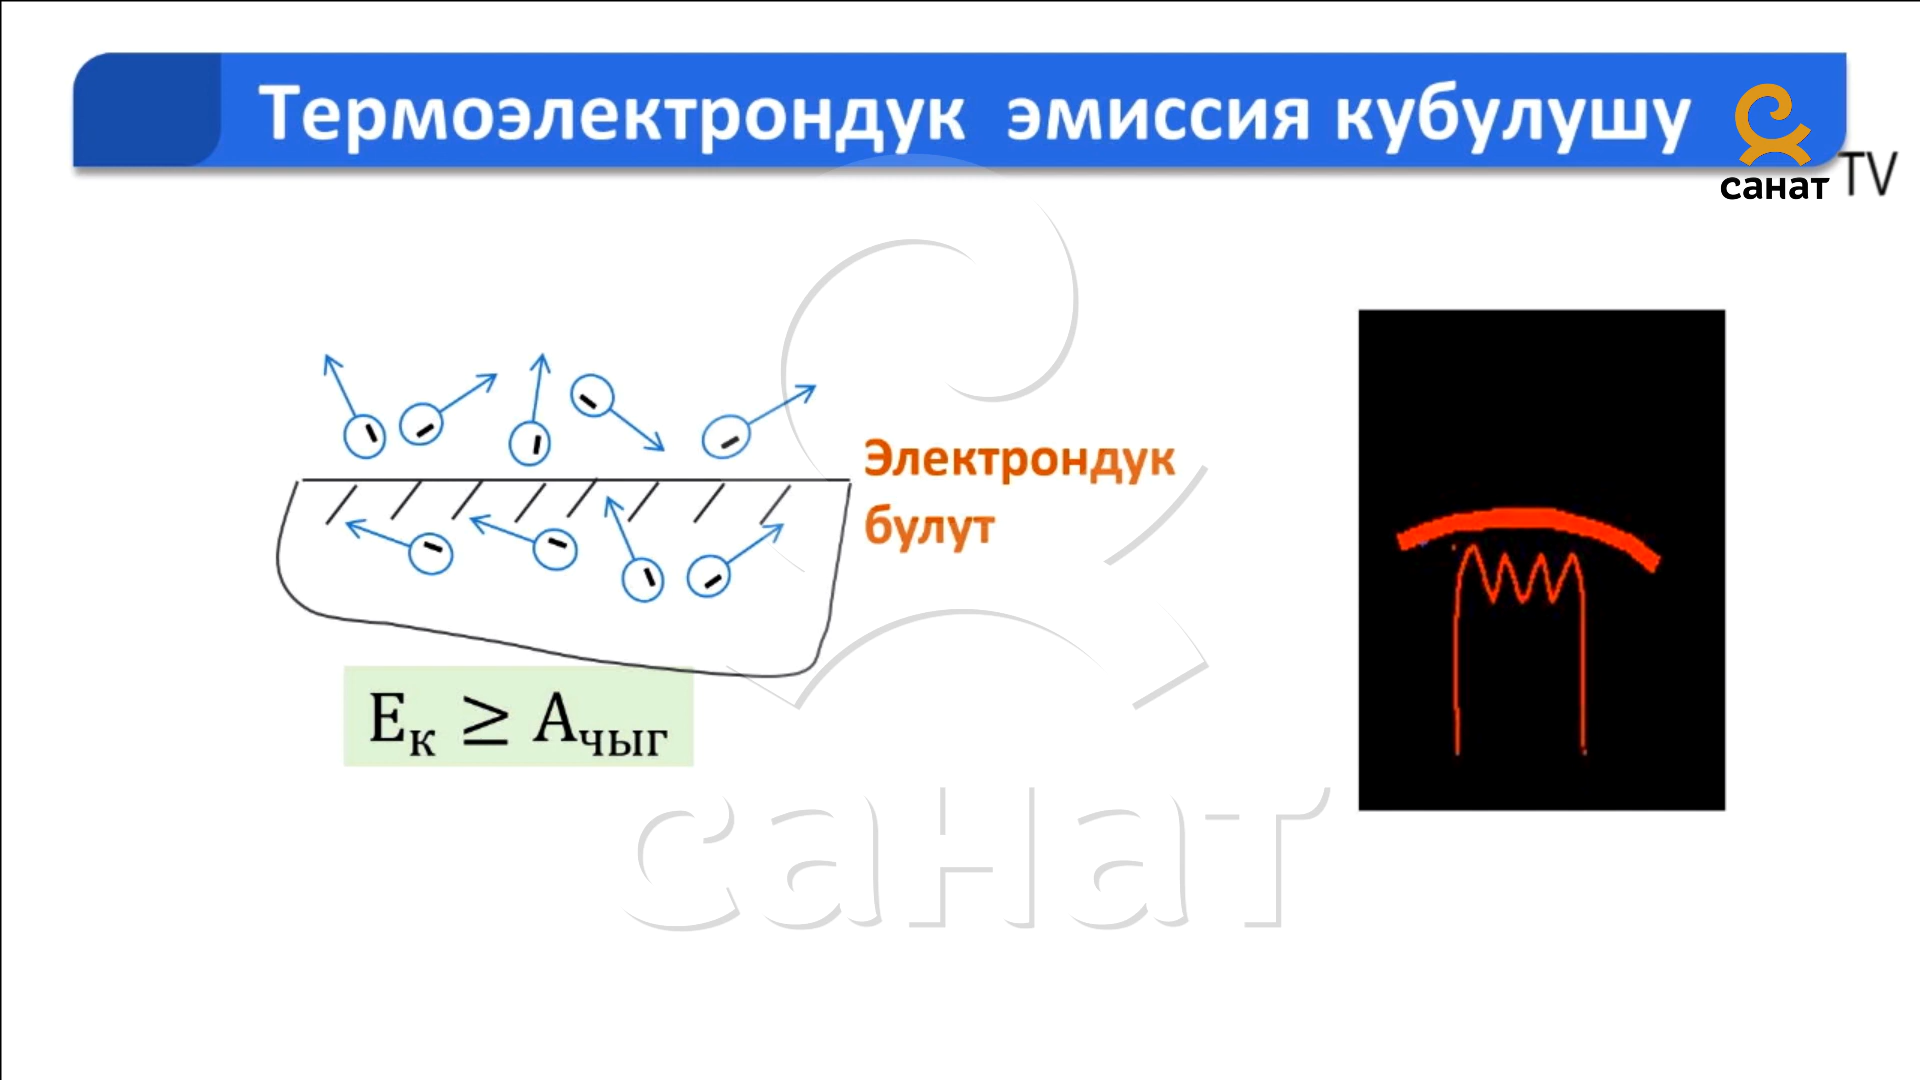 Термоэлектрондук эмиссия кубулушу
санат TV
Электрондук
булут
Eк ≥ Aчыг
санат